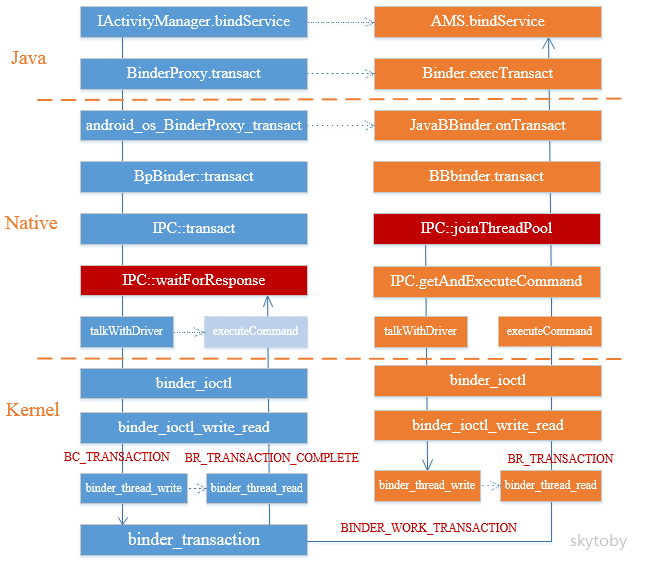 IActivityManager.bindService
AMS.bindService
Java
BinderProxy.transact
Binder.execTransact
android_os_BinderProxy_transact
JavaBBinder.onTransact
BpBinder::transact
BBbinder.transact
Native
IPC::transact
IPC::joinThreadPool
IPC::waitForResponse
IPC.getAndExecuteCommand
talkWithDriver
executeCommand
talkWithDriver
executeCommand
binder_ioctl
binder_ioctl
Kernel
binder_ioctl_write_read
binder_ioctl_write_read
BC_TRANSACTION
BR_TRANSACTION_COMPLETE
BR_TRANSACTION
binder_thread_write
binder_thread_read
binder_thread_write
binder_thread_read
BINDER_WORK_TRANSACTION
binder_transaction
skytoby